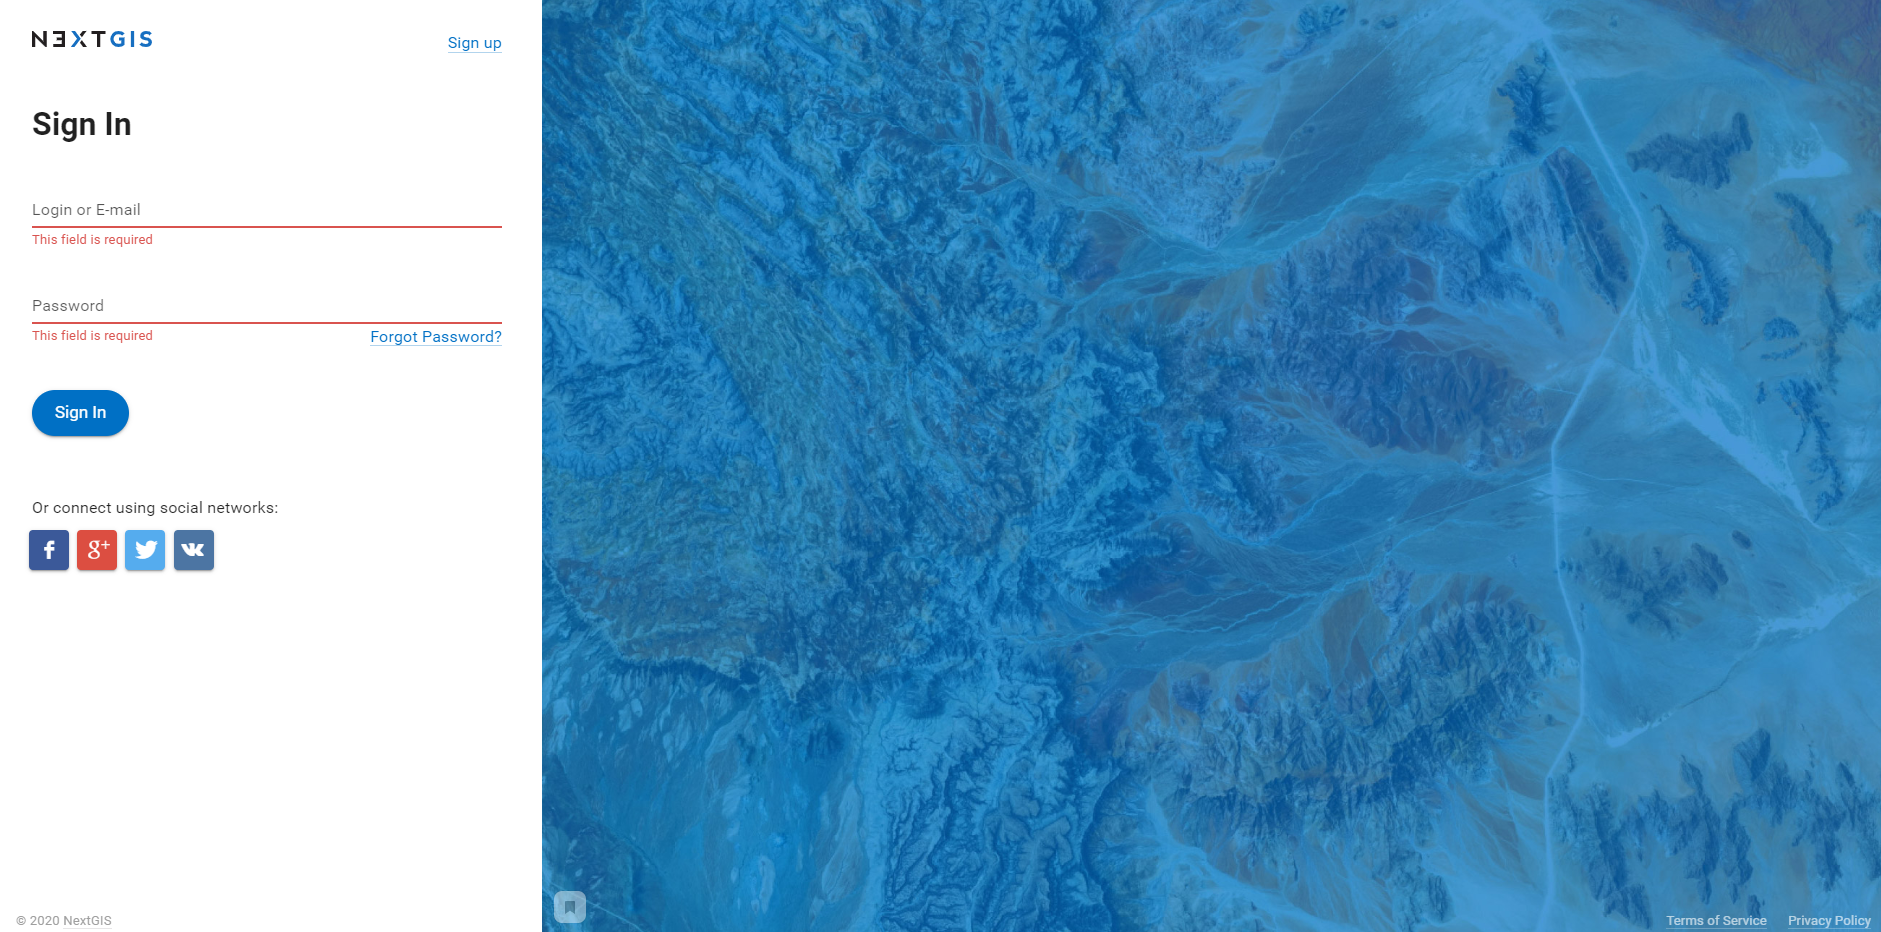 NEXTGIS
Sign up
Sign In
Login or E-mail
This field is required
Password
This field is required
Forgot Password?
Sign In
Or connect using social networks:
f
g+
© 2020 NextGIS
Terms of Service
Privacy Policy